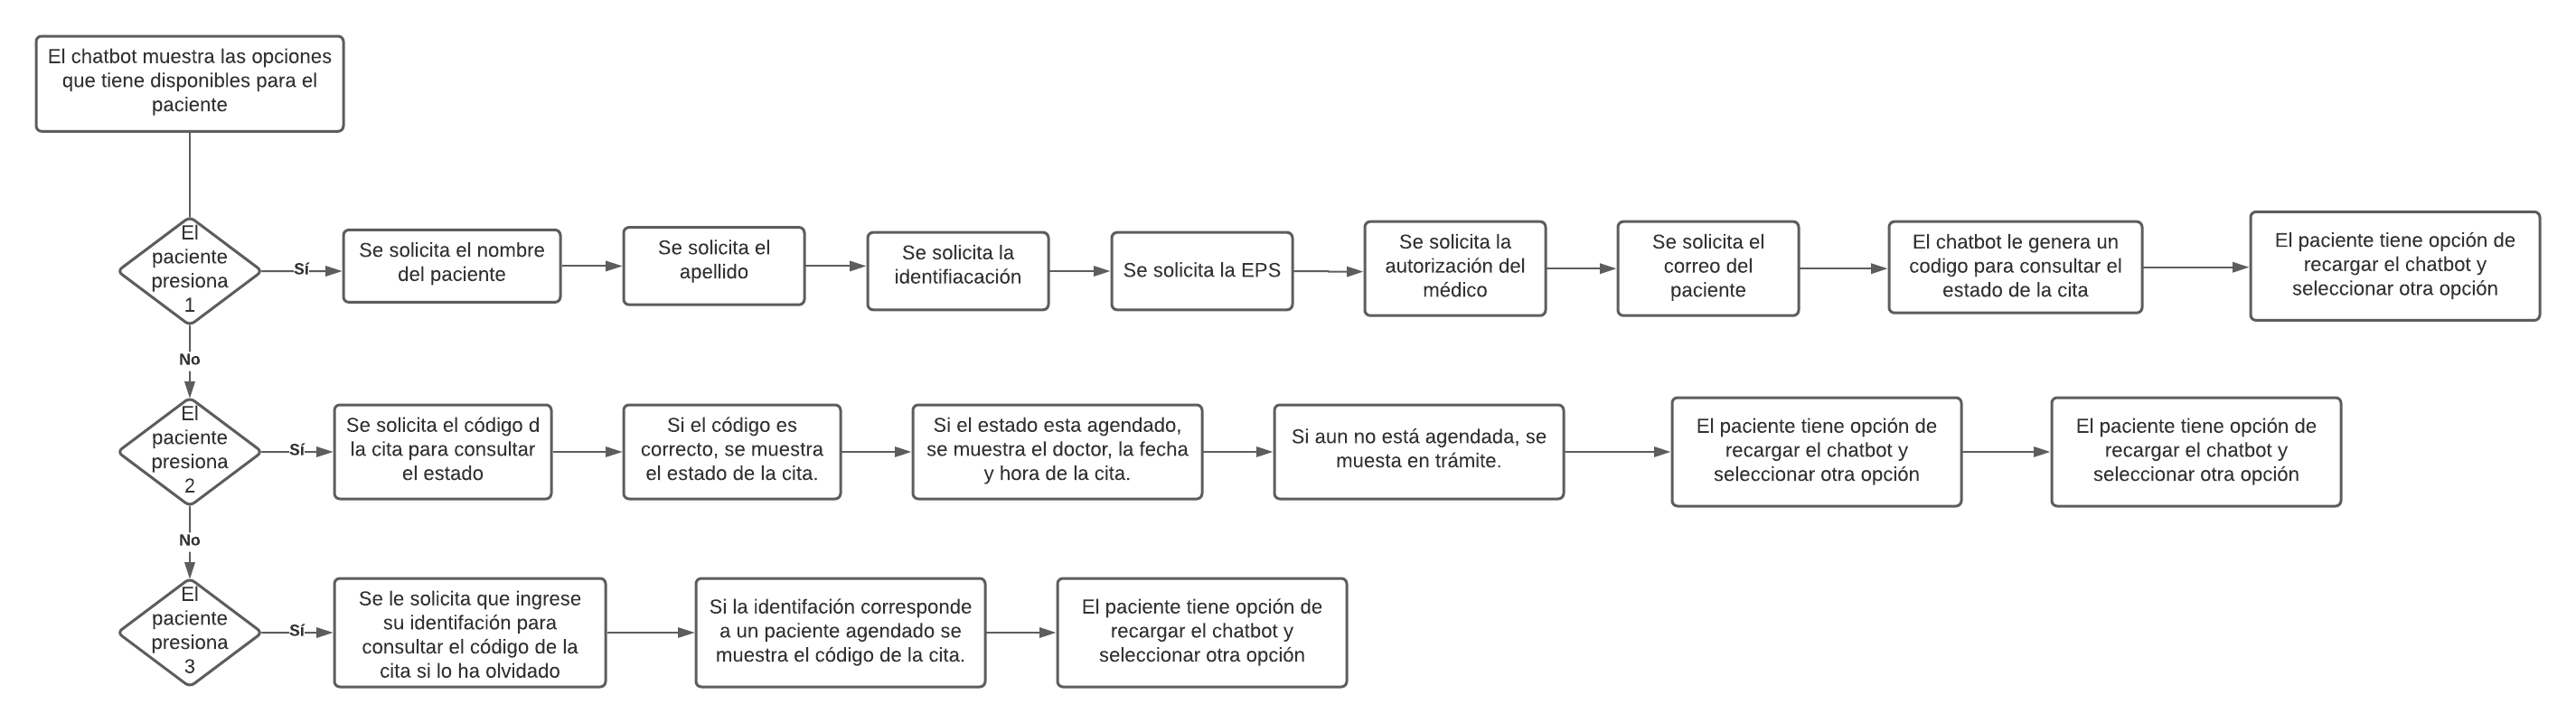 El chatbot muestra las opciones
que tiene disponibles para el
paciente
El
paciente
presiona
1
Sí
Se solicita el nombre
del paciente
Se solicita el
apellido
Se solicita la
identifiacación
Se solicita la EPS
Se solicita la
autorización del
médico
Se solicita el
correo del
paciente
El chatbot le genera un
codigo para consultar el
estado de la cita
El paciente tiene opción de
recargar el chatbot y
seleccionar otra opción
No
El
paciente
presiona
2
Sí
Se solicita el código d
la cita para consultar
el estado
Si el código es
correcto, se muestra
el estado de la cita.
Si el estado esta agendado,
se muestra el doctor, la fecha
y hora de la cita.
Si aun no está agendada, se
muesta en trámite.
El paciente tiene opción de
recargar el chatbot y
seleccionar otra opción
El paciente tiene opción de
recargar el chatbot y
seleccionar otra opción
No
El
paciente
presiona
3
Sí
Se le solicita que ingrese
su identifación para
consultar el código de la
cita si lo ha olvidado
Si la identifación corresponde
a un paciente agendado se
muestra el código de la cita.
El paciente tiene opción de
recargar el chatbot y
seleccionar otra opción